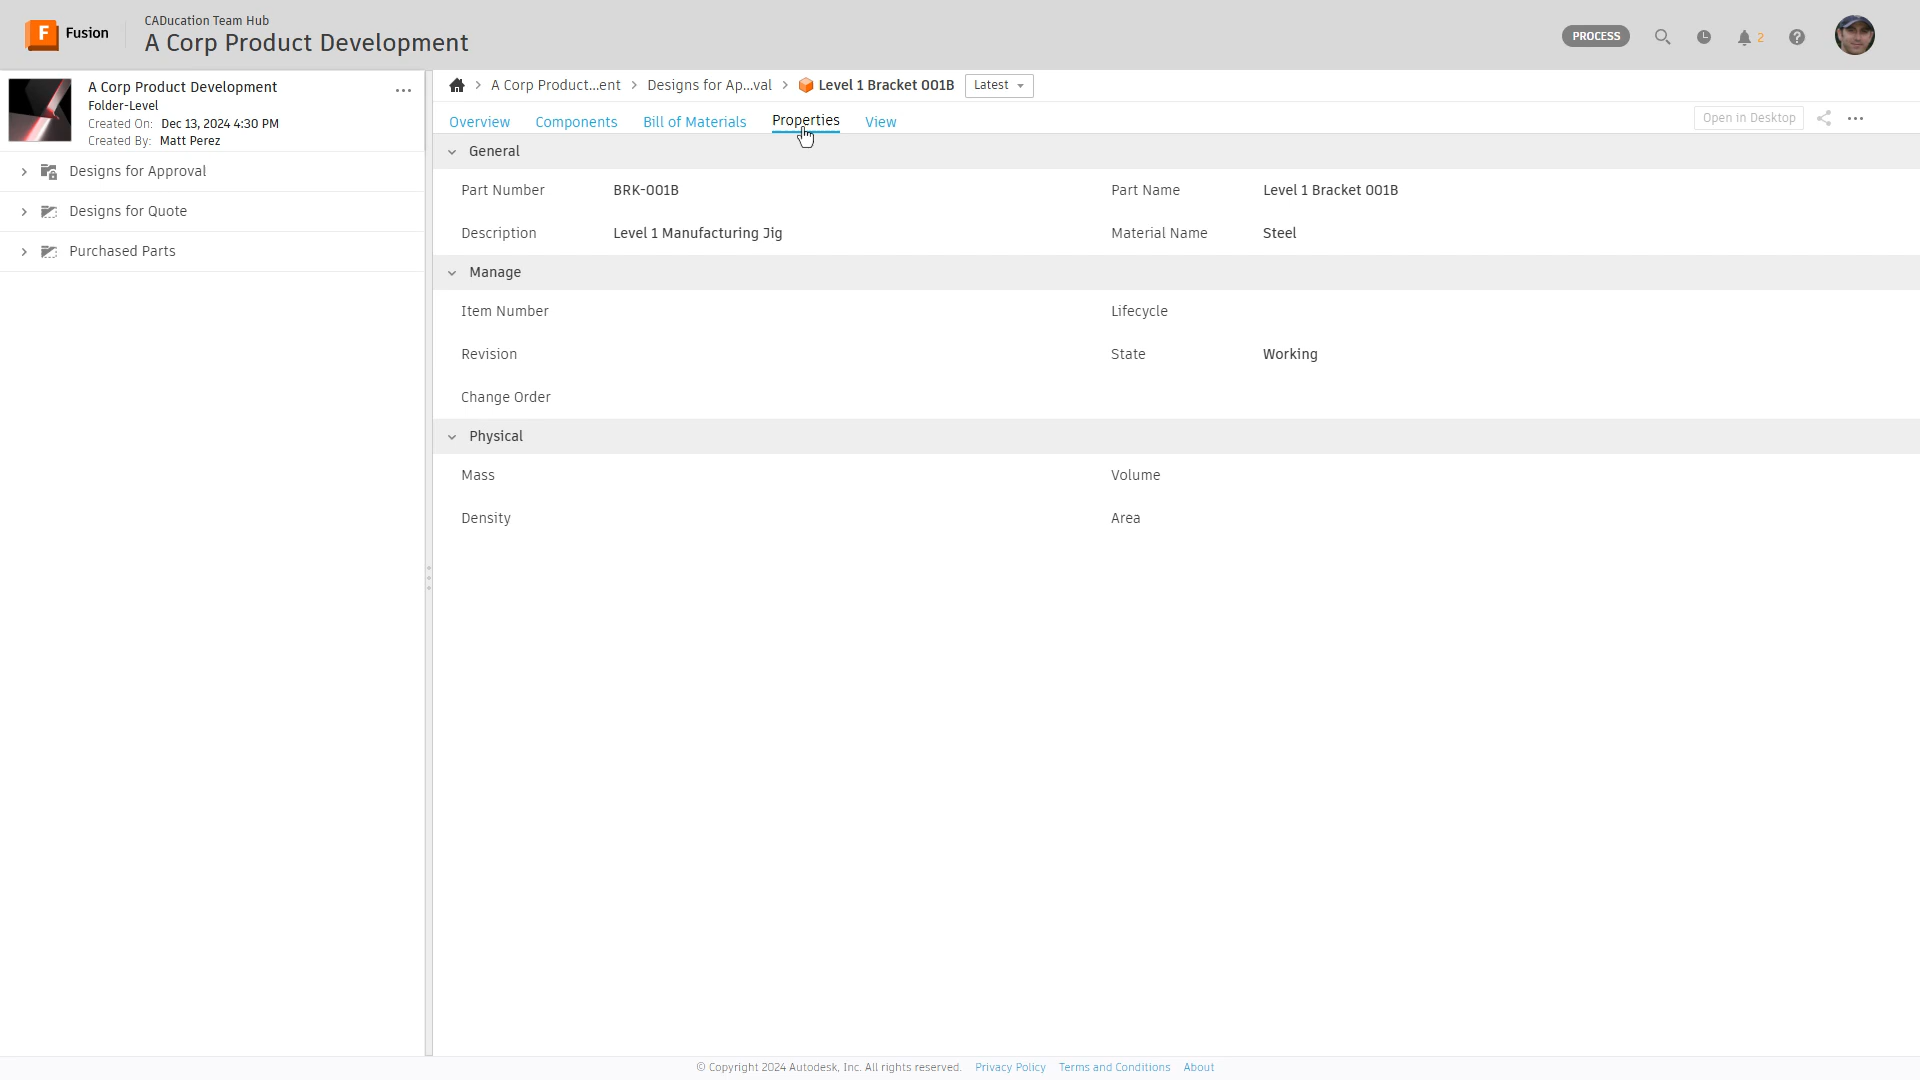 CADucation Team Hub
F Fusion
A Corp Product Development
PROCESS
2
A Corp Product Development
Folder-Level
Created On: Dec 13, 2024 4:30 PM
Created By: Matt Perez
Designs for Approval
Designs for Quote
Purchased Parts
A Corp Product...ent > Designs for Ap...val > Level 1 Bracket 001B Latest
Overview Components Bill of Materials Properties View
Open in Desktop
General
Part Number BRK-001B Part Name Level 1 Bracket 001B
Description Level 1 Manufacturing Jig Material Name Steel
Manage
Item Number Lifecycle
Revision State Working
Change Order
Physical
Mass Volume
Density Area
© Copyright 2024 Autodesk, Inc. All rights reserved. Privacy Policy Terms and Conditions About